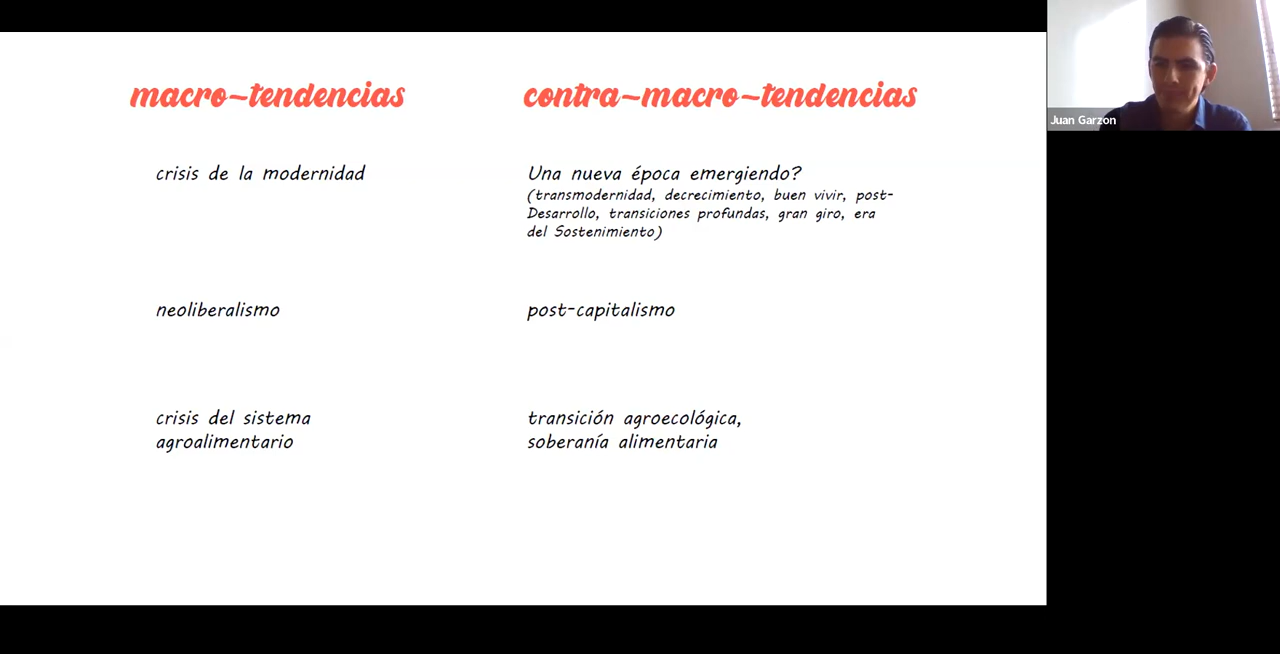 macro-tendencias
contra-macro-tendencias
crisis de la modernidad
Una nueva época emergiendo?
(transmodernidad, decrecimiento, buen vivir, post-
Desarrollo, transiciones profundas, gran giro, era
del Sostenimiento)
neoliberalismo
post-capitalismo
crisis del sistema
agroalimentario
transición agroecológica,
soberanía alimentaria
Juan Garzon